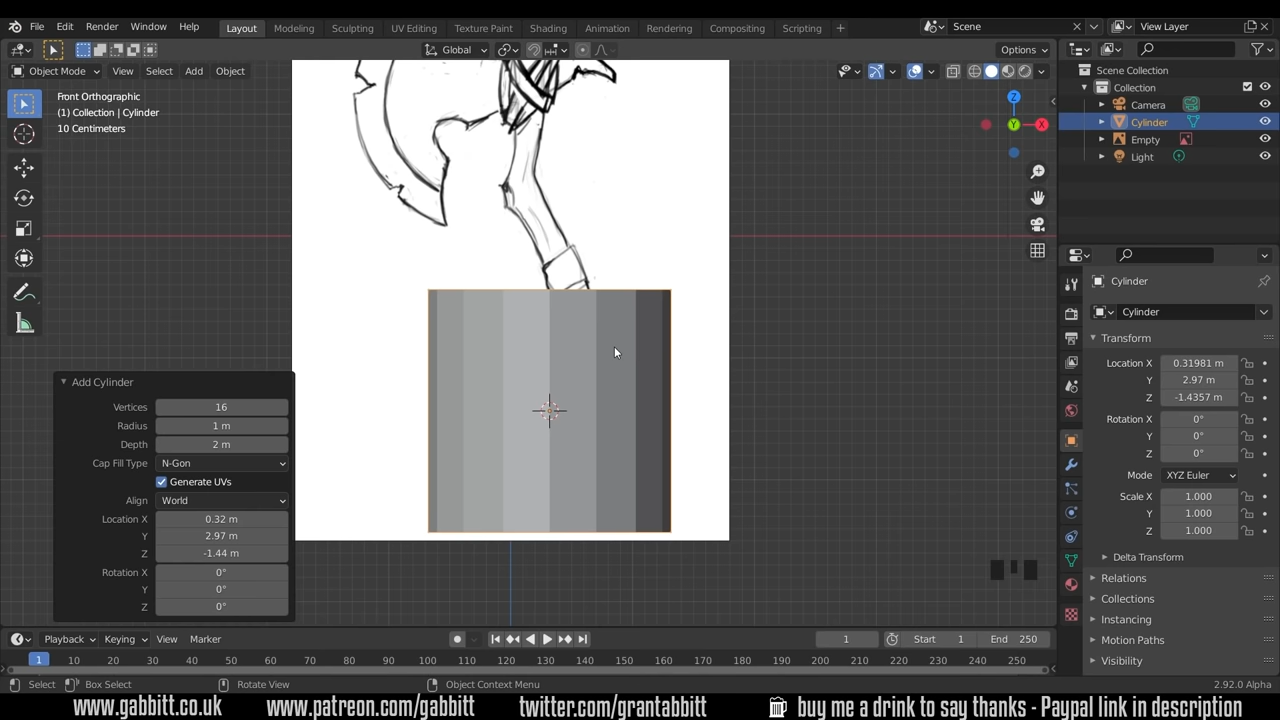 File Edit Render Window Help Layout Modeling Sculpting UV Editing Texture Paint Shading Animation Rendering Compositing Scripting + Scene View Layer
Global Options
Object Mode View Select Add Object
Front Orthographic
(1) Collection | Cylinder
10 Centimeters
Z
Y
X
Scene Collection
Collection
Camera
Cylinder
Empty
Light
Cylinder
Cylinder
Transform
Location X 0.31981 m
Y 2.97 m
Z -1.4357 m
Rotation X 0°
Y 0°
Z 0°
Mode XYZ Euler
Scale X 1.000
Y 1.000
Z 1.000
Delta Transform
Relations
Collections
Instancing
Motion Paths
Visibility
Add Cylinder
Vertices 16
Radius 1 m
Depth 2 m
Cap Fill Type N-Gon
Generate UVs
Align World
Location X 0.32 m
Y 2.97 m
Z -1.44 m
Rotation X 0°
Y 0°
Z 0°
Playback Keying View Marker 1 Start 1 End 250
1 10 20 30 40 50 60 70 80 90 100 110 120 130 140 150 160 170 180 190 200 210 220 230 240 250
Select Box Select Rotate View Object Context Menu 2.92.0 Alpha
www.gabbitt.co.uk www.patreon.com/gabbitt twitter.com/grantabbitt buy me a drink to say thanks - Paypal link in description